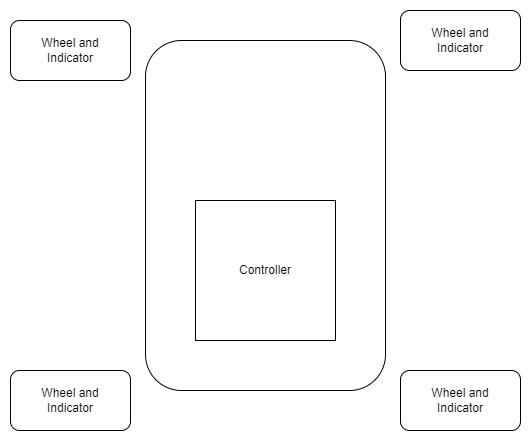 Wheel and
Indicator
Wheel and
Indicator
Controller
Wheel and
Indicator
Wheel and
Indicator